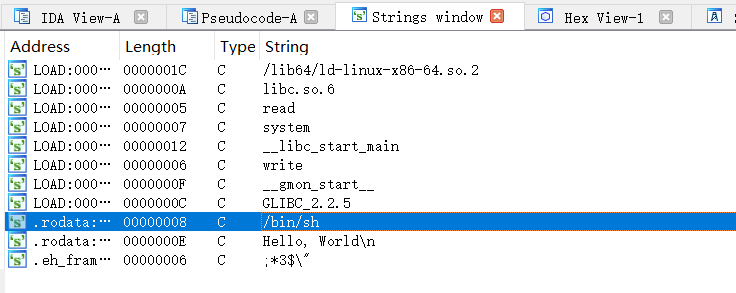 IDA View-A Pseudocode-A Strings window Hex View-1 A
Address Length Type String
LOAD:000… 0000001C C /lib64/ld-linux-x86-64.so.2
LOAD:000… 0000000A C libc.so.6
LOAD:000… 00000005 C read
LOAD:000… 00000007 C system
LOAD:000… 00000012 C __libc_start_main
LOAD:000… 00000006 C write
LOAD:000… 0000000F C __gmon_start__
LOAD:000… 0000000C C GLIBC_2.2.5
.rodata:… 00000008 C /bin/sh
.rodata:… 0000000E C Hello, World\n
.eh_fram… 00000006 C ;*3$\"